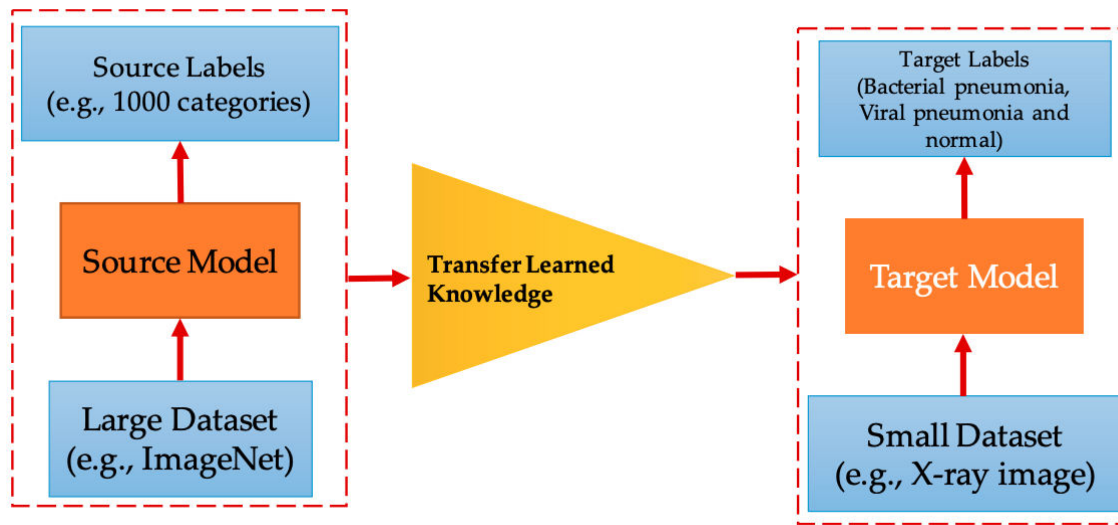 Source Labels
(e.g., 1000 categories)
Source Model
Large Dataset
(e.g., ImageNet)
Transfer Learned
Knowledge
Target Labels
(Bacterial pneumonia,
Viral pneumonia and
normal)
Target Model
Small Dataset
(e.g., X-ray image)